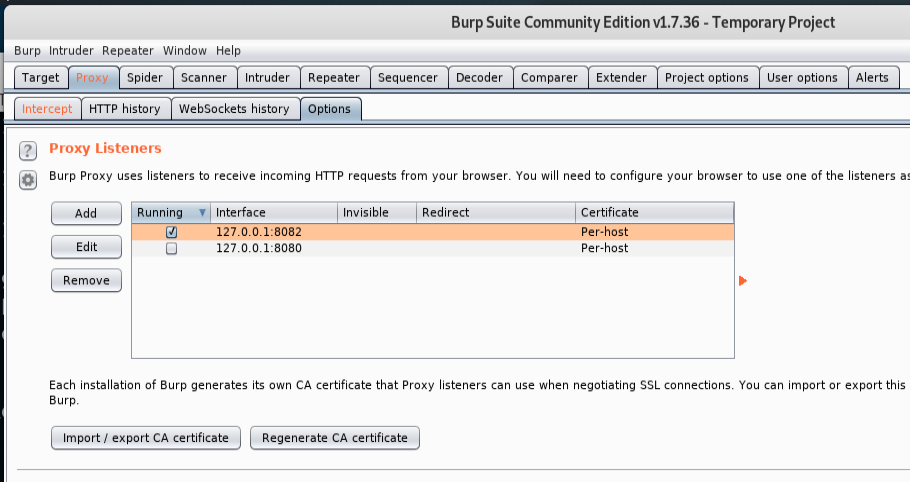 Burp Suite Community Edition v1.7.36 - Temporary Project
Burp Intruder Repeater Window Help
Target Proxy Spider Scanner Intruder Repeater Sequencer Decoder Comparer Extender Project options User options Alerts
Intercept HTTP history WebSockets history Options
? Proxy Listeners
Burp Proxy uses listeners to receive incoming HTTP requests from your browser. You will need to configure your browser to use one of the listeners as
Add Running Interface Invisible Redirect Certificate
127.0.0.1:8082 Per-host
Edit 127.0.0.1:8080 Per-host
Remove
Each installation of Burp generates its own CA certificate that Proxy listeners can use when negotiating SSL connections. You can import or export this
Burp.
Import / export CA certificate Regenerate CA certificate